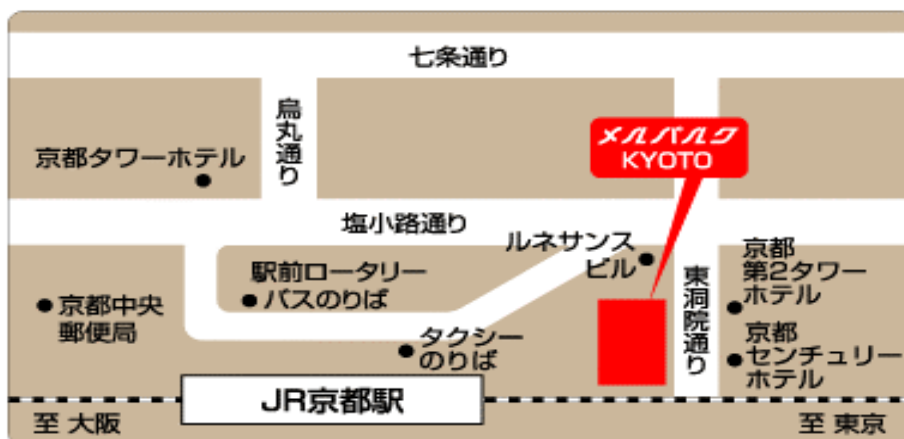 七条通り
烏丸通り
メルパルク
KYOTO
京都タワーホテル
塩小路通り
ルネサンス
ビル
駅前ロータリー
バスのりば
京都中央
郵便局
タクシー
のりば
東洞院通り
京都
第2タワー
ホテル
京都
センチュリー
ホテル
JR京都駅
至 大阪
至 東京